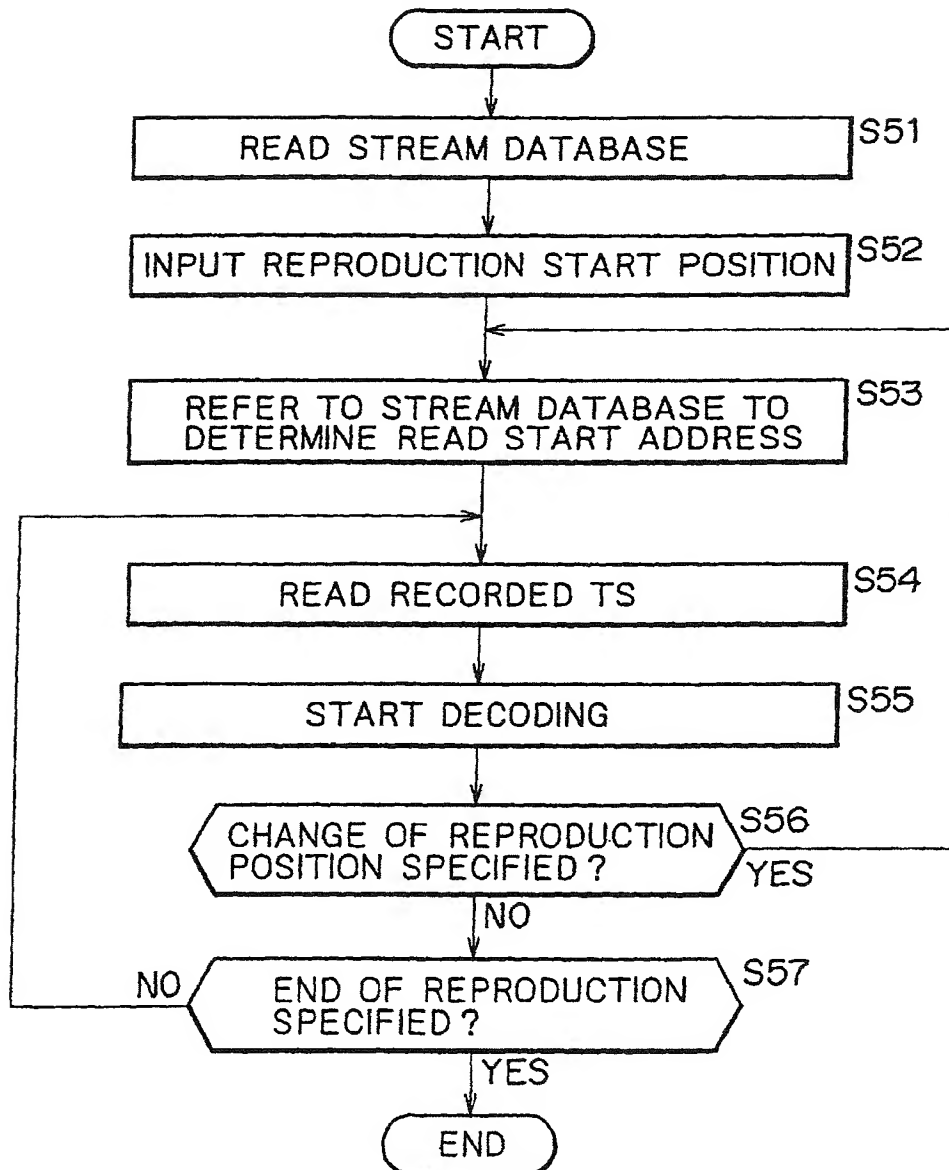 START
READ STREAM DATABASE
S51
INPUT REPRODUCTION START POSITION
S52
REFER TO STREAM DATABASE TO
DETERMINE READ START ADDRESS
S53
READ RECORDED TS
S54
START DECODING
S55
CHANGE OF REPRODUCTION
POSITION SPECIFIED?
S56
YES
NO
END OF REPRODUCTION
SPECIFIED?
S57
NO
YES
END